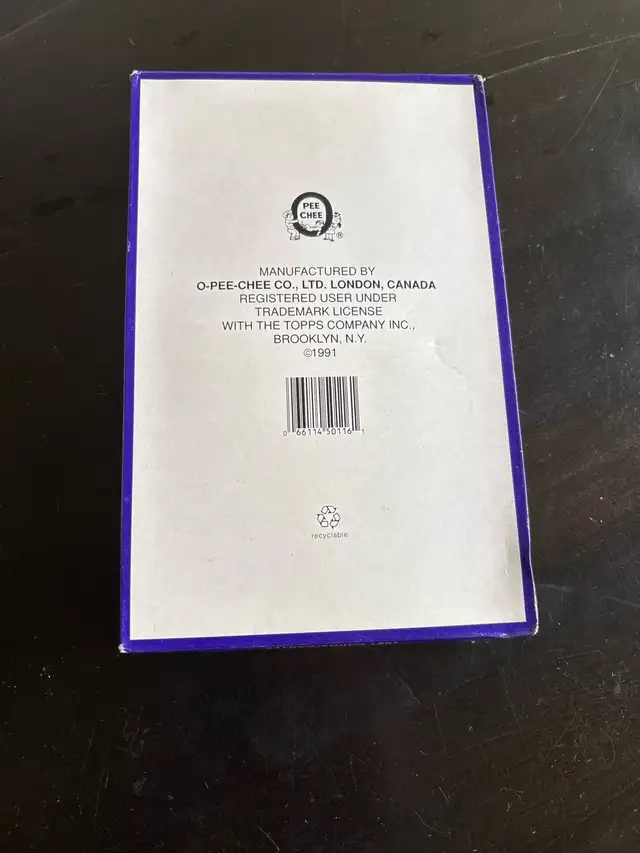 PEE
CHEE
®
MANUFACTURED BY
O-PEE-CHEE CO., LTD. LONDON, CANADA
REGISTERED USER UNDER
TRADEMARK LICENSE
WITH THE TOPPS COMPANY INC.,
BROOKLYN, N.Y.
©1991
0 66114 50116 1
recyclable